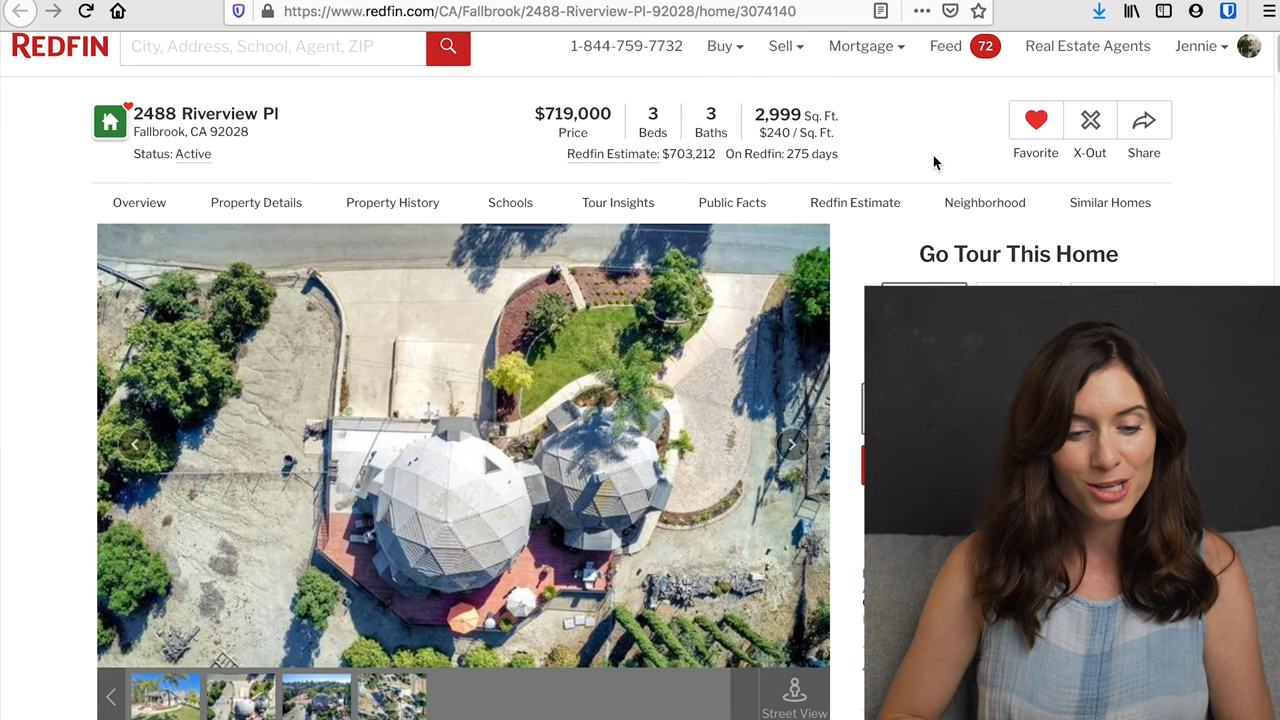 https://www.redfin.com/CA/Fallbrook/2488-Riverview-Pl-92028/home/3074140
REDFIN
City, Address, School, Agent, ZIP
1-844-759-7732
Buy
Sell
Mortgage
Feed 72
Real Estate Agents
Jennie
2488 Riverview Pl
Fallbrook, CA 92028
Status: Active
$719,000
Price
3
Beds
3
Baths
2,999 Sq. Ft.
$240 / Sq. Ft.
Redfin Estimate: $703,212 On Redfin: 275 days
Favorite
X-Out
Share
Overview
Property Details
Property History
Schools
Tour Insights
Public Facts
Redfin Estimate
Neighborhood
Similar Homes
Go Tour This Home
Street View